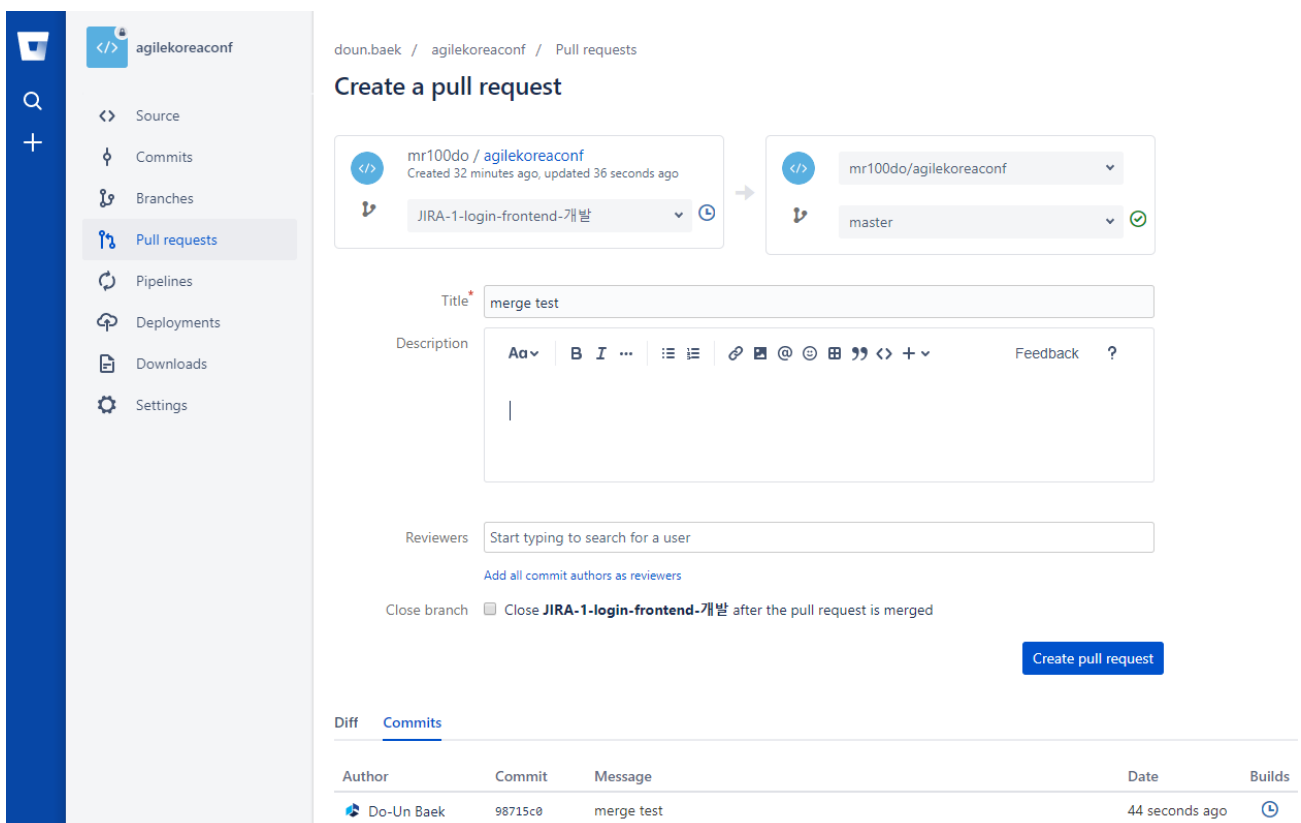 agilekoreaconf
Source
Commits
Branches
Pull requests
Pipelines
Deployments
Downloads
Settings
doun.baek / agilekoreaconf / Pull requests
Create a pull request
mr100do / agilekoreaconf
Created 32 minutes ago, updated 36 seconds ago
JIRA-1-login-frontend-개발
mr100do/agilekoreaconf
master
Title*
merge test
Description
Aa B I ... @ Feedback ?
Reviewers
Start typing to search for a user
Add all commit authors as reviewers
Close branch Close JIRA-1-login-frontend-개발 after the pull request is merged
Create pull request
Diff Commits
Author Commit Message Date Builds
Do-Un Baek 98715c0 merge test 44 seconds ago